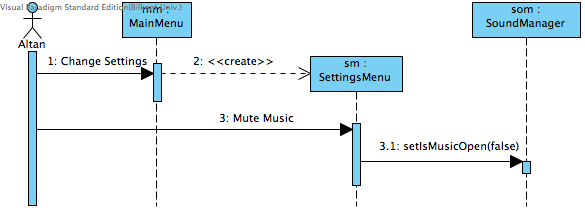 Visual Paradigm Standard Edition(Bilkent Univ.)
mm :
MainMenu
som :
SoundManager
Altan
1: Change Settings
2: <<create>>
sm :
SettingsMenu
3: Mute Music
3.1: setIsMusicOpen(false)